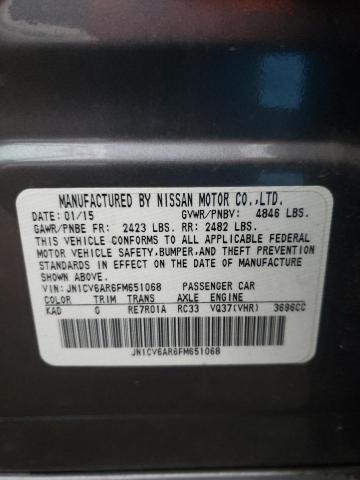 MANUFACTURED BY NISSAN MOTOR CO.,LTD.
DATE: 01/15 GVWR/PNBV: 4846 LBS.
GAWR/PNBE FR: 2423 LBS. RR: 2482 LBS.
THIS VEHICLE CONFORMS TO ALL APPLICABLE FEDERAL
MOTOR VEHICLE SAFETY,BUMPER,AND THEFT PREVENTION
STANDARDS IN EFFECT ON THE DATE OF MANUFACTURE
SHOWN ABOVE.
VIN: JN1CV6AR6FM651068 PASSENGER CAR
COLOR TRIM TRANS AXLE ENGINE
KAD G RE7R01A RC33 VQ37(VHR) 3696CC
JN1CV6AR6FM651068